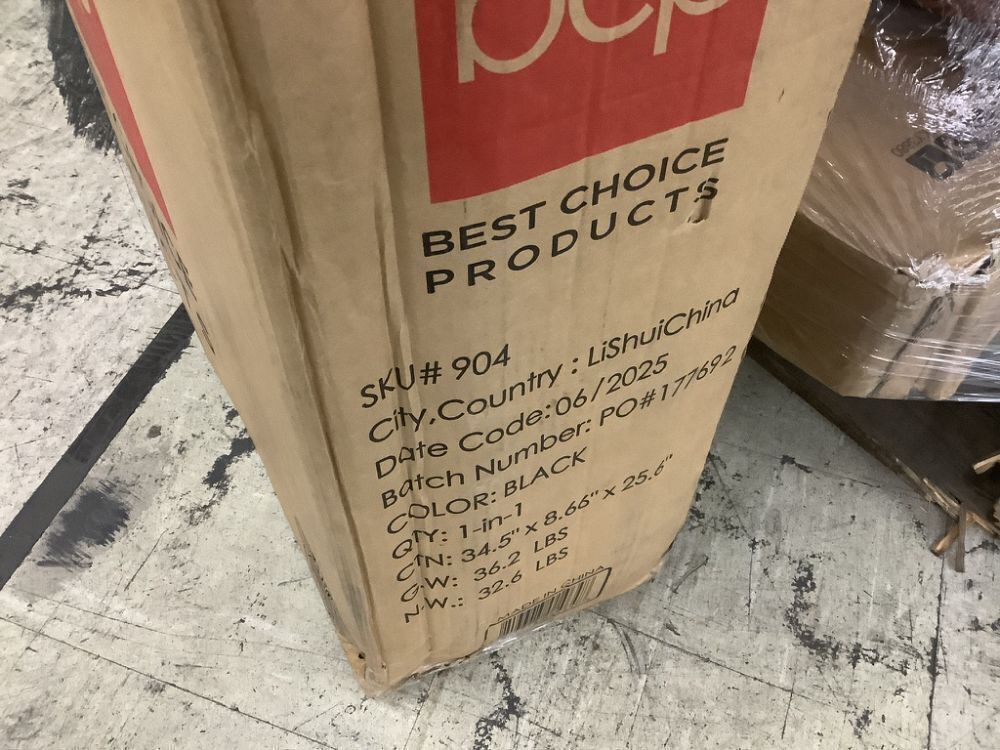 bcp
BEST CHOICE
PRODUCTS
SKU# 904
City,Country : LiShuiChina
Date Code:06/2025
Batch Number: PO#177692
COLOR: BLACK
QTY: 1-in-1
CTN: 34.5" x 8.66" x 25.6"
G.W: 36.2 LBS
N.W.: 32.6 LBS
MADE IN CHINA